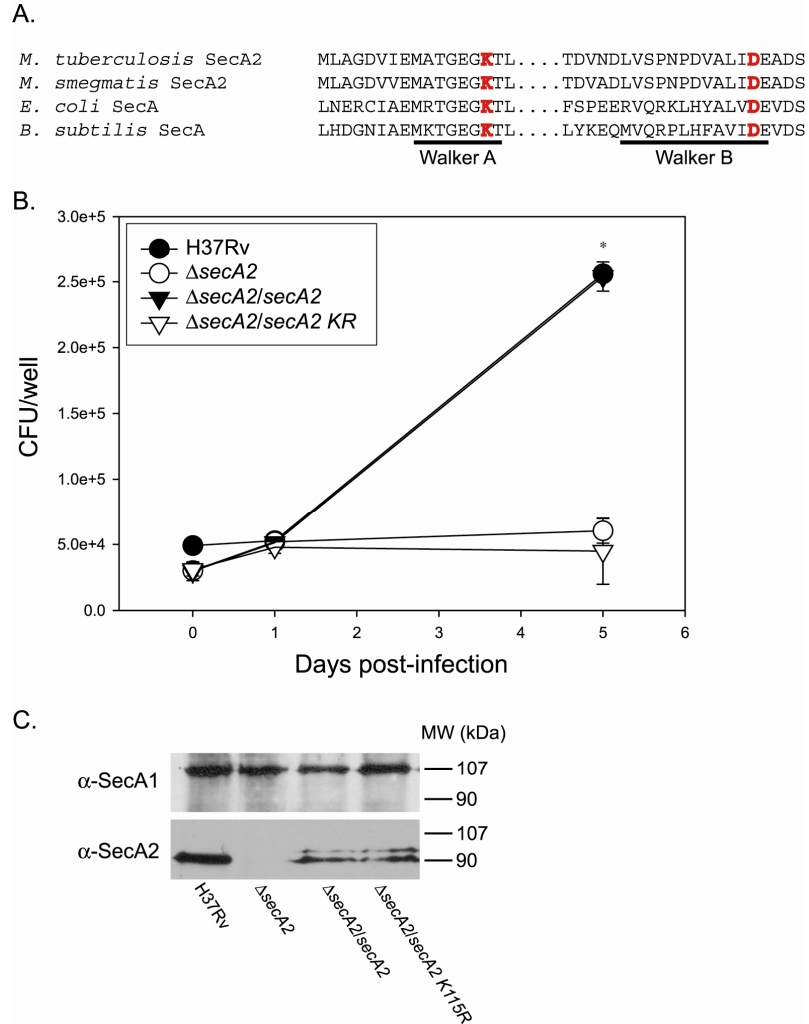 A.
M. tuberculosis SecA2 MLAGDVIEMATGEGKTL....TDVNDLVSPNPDVALIDEADS
M. smegmatis SecA2 MLAGDVVEMATGEGKTL....TDVADLVSPNPDVALIDEADS
E. coli SecA LNERCIAEMRTGEGKTL....FSPEERVQRKLHYALVDEVDS
B. subtilis SecA LHDGNIAEMKTGEGKTL....LYKEQMVQRPLHFAVIDEVDS
Walker A Walker B
B.
3.0e+5
2.5e+5
2.0e+5
1.5e+5
1.0e+5
5.0e+4
0.0
CFU/well
H37Rv
ΔsecA2
ΔsecA2/secA2
ΔsecA2/secA2 KR
*
0 1 2 3 4 5 6
Days post-infection
C.
MW (kDa)
α-SecA1
107
90
α-SecA2
107
90
H37Rv
ΔsecA2
ΔsecA2/secA2
ΔsecA2/secA2 K115R